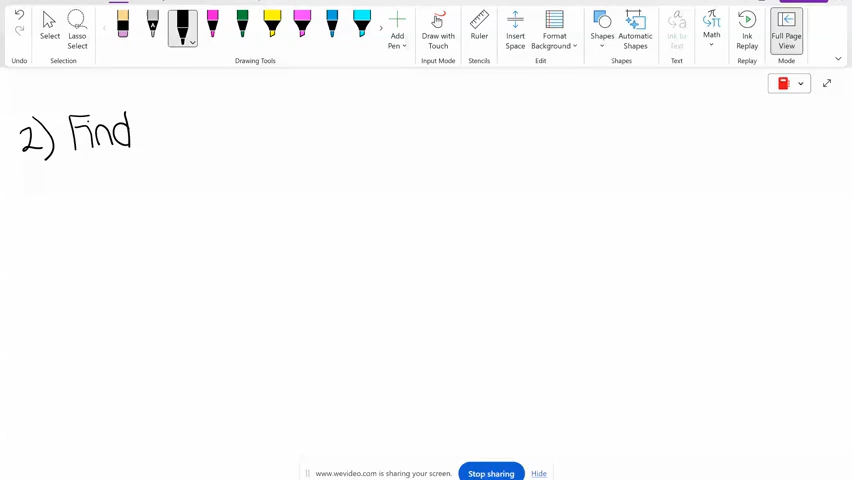 Undo
Select
Lasso Select
Selection
Drawing Tools
Add Pen
Draw with Touch
Input Mode
Ruler
Stencils
Insert Space
Format Background
Edit
Shapes
Automatic Shapes
Shapes
Ink to Text
Text
Math
Ink Replay
Replay
Full Page View
Mode
2) Find
www.wevideo.com is sharing your screen.
Stop sharing
Hide